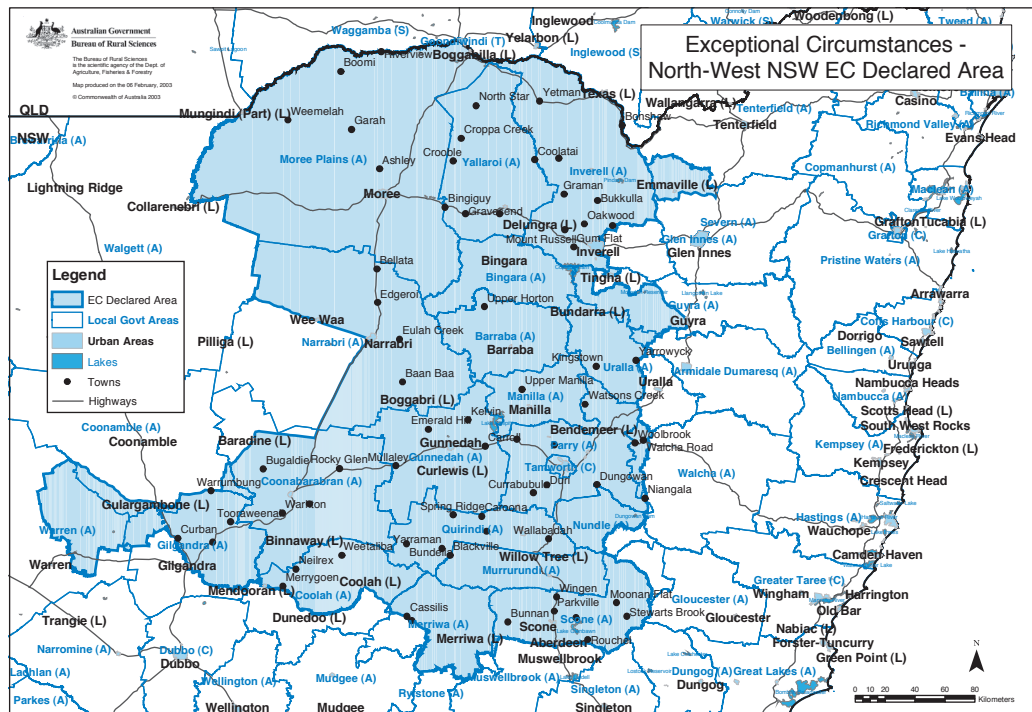 Australian Government
Bureau of Rural Sciences
The Bureau of Rural Sciences
is the scientific agency of the Dept. of
Agriculture, Fisheries & Forestry
Map produced on the 06 February, 2003
© Commonwealth of Australia 2003
Exceptional Circumstances -
North-West NSW EC Declared Area
Waggamba (S)
Goondiwindi (T)
Riverview
Boggabilla (L)
Boomi
Inglewood
Yelarbon (L)
Inglewood (S)
Warwick (S)
Woodenbong (L)
Tweed (A)
QLD
NSW
Mungindi (Part) (L)
Weemelah
Garah
North Star
Yetman
Texas (L)
Bonshaw
Wallangarra (L)
Tenterfield (A)
Tenterfield
Casino
Ballina (A)
Richmond Valley (A)
Evans Head
Brewarrina (A)
Lightning Ridge
Collarenebri (L)
Moree Plains (A)
Ashley
Moree
Croppa Creek
Crooble
Yallaroi (A)
Coolatai
Inverell (A)
Pindari Dam
Graman
Bukkulla
Emmaville (L)
Copmanhurst (A)
Maclean (A)
Walgett (A)
Bingiguy
Gravesend
Delungra (L)
Oakwood
Mount Russell
Gum Flat
Inverell
Severn (A)
Glen Innes (A)
Glen Innes
Grafton
Tucabia (L)
Grafton (C)
Pristine Waters (A)
Bellata
Bingara
Bingara (A)
Tingha (L)
Edgeroi
Wee Waa
Upper Horton
Bundarra (L)
Guyra (A)
Guyra
Arrawarra
Coffs Harbour (C)
Dorrigo
Sawtell
Bellingen (A)
Urunga
Legend
EC Declared Area
Local Govt Areas
Urban Areas
Lakes
Towns
Highways
Pilliga (L)
Narrabri (A)
Narrabri
Eulah Creek
Barraba (A)
Barraba
Kingstown
Yarrowyck
Uralla (A)
Uralla
Armidale Dumaresq (A)
Nambucca Heads
Nambucca (A)
Scotts Head (L)
South West Rocks
Baan Baa
Boggabri (L)
Upper Manilla
Manilla (A)
Manilla
Watsons Creek
Coonamble (A)
Coonamble
Baradine (L)
Emerald Hill
Kelvin
Gunnedah
Gunnedah (A)
Carroll
Bendemeer (L)
Parry (A)
Woolbrook
Walcha Road
Walcha (A)
Kempsey (A)
Frederickton (L)
Kempsey
Crescent Head
Bugaldie
Rocky Glen
Mullaley
Coonabarabran (A)
Curlewis (L)
Tamworth (C)
Duri
Currabubula
Dungowan
Niangala
Warrumbung
Gulargambone (L)
Warren (A)
Tooraweenah
Curban
Gilgandra (A)
Gilgandra
Warren
Binnaway (L)
Spring Ridge
Caroona
Quirindi (A)
Wallabadah
Nundle (A)
Hastings (A)
Wauchope
Camden Haven
Neilrex
Weetaliba
Yarraman
Blackville
Willow Tree (L)
Murrurundi (A)
Merrygoen
Mendooran (L)
Coolah (A)
Coolah (L)
Dunedoo (L)
Cassilis
Merriwa (A)
Merriwa (L)
Wingen
Parkville
Bunnan
Scone
Scone (A)
Aberdeen
Moonan Flat
Stewarts Brook
Rouchel
Muswellbrook
Muswellbrook (A)
Gloucester (A)
Gloucester
Greater Taree (C)
Wingham
Harrington
Old Bar
Nabiac (L)
Forster-Tuncurry
Green Point (L)
Trangie (L)
Narromine (A)
Dubbo (C)
Dubbo
Lachlan (A)
Parkes (A)
Wellington (A)
Wellington
Mudgee (A)
Mudgee
Rylstone (A)
Singleton (A)
Singleton
Dungog (A)
Dungog
Great Lakes (A)
N
0 10 20 40 60 80
Kilometers